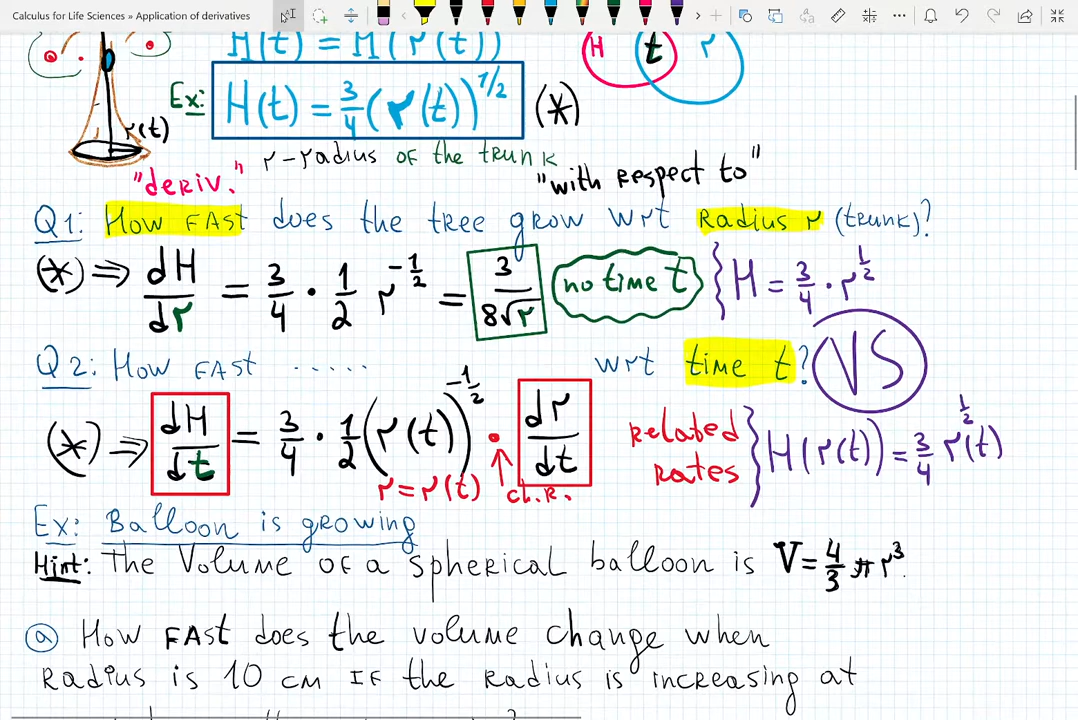 Calculus for Life Sciences » Application of derivatives
H(t) = H(r(t))
H t r
Ex: H(t) = 3/4 (r(t))^1/2 (*)
r(t)
r-radius of the trunk
"deriv." "with respect to"
Q1: How FASt does the tree grow wrt Radius r (trunk)?
(*) ⇒ dH/dr = 3/4 · 1/2 r^-1/2 = 3/8√r no time t } H = 3/4 · r^1/2
VS
Q2: How FASt ..... wrt time t?
(*) ⇒ dH/dt = 3/4 · 1/2 (r(t))^-1/2 · dr/dt Related rates } H(r(t)) = 3/4 r^1/2(t)
r = r(t) ch.R.
Ex: Balloon is growing
Hint: the Volume of a spherical balloon is V = 4/3 π r^3.
(a) How FASt does the volume change when
Radius is 10 cm IF the radius is increasing at